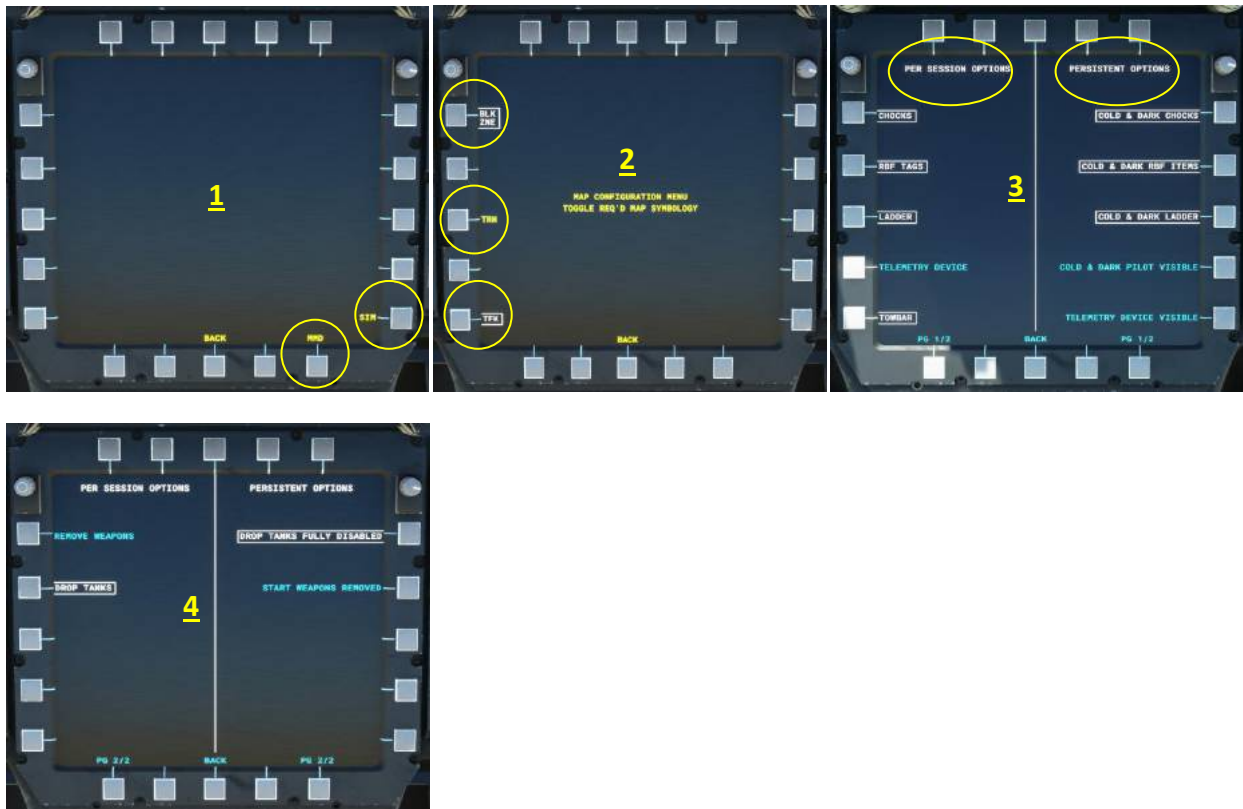 1
SIM
BACK
MMD
BLK
ZNE
2
MAP CONFIGURATION MENU
TOGGLE REQ'D MAP SYMBOLOGY
TRN
TFK
BACK
PER SESSION OPTIONS
PERSISTENT OPTIONS
CHOCKS
COLD & DARK CHOCKS
RBF TAGS
COLD & DARK RBF ITEMS
3
LADDER
COLD & DARK LADDER
TELEMETRY DEVICE
COLD & DARK PILOT VISIBLE
TOWBAR
TELEMETRY DEVICE VISIBLE
PG 1/2
BACK
PG 1/2
PER SESSION OPTIONS
PERSISTENT OPTIONS
REMOVE WEAPONS
DROP TANKS FULLY DISABLED
DROP TANKS
START WEAPONS REMOVED
4
PG 2/2
BACK
PG 2/2